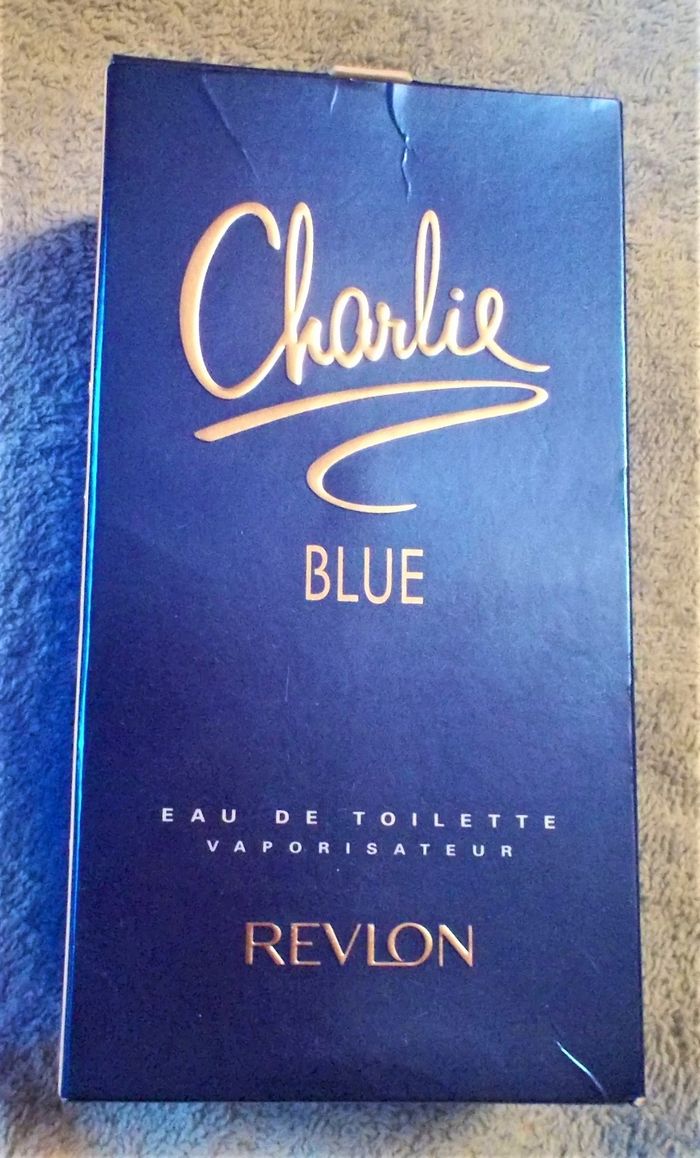 Charlie
BLUE
EAU DE TOILETTE
VAPORISATEUR
REVLON